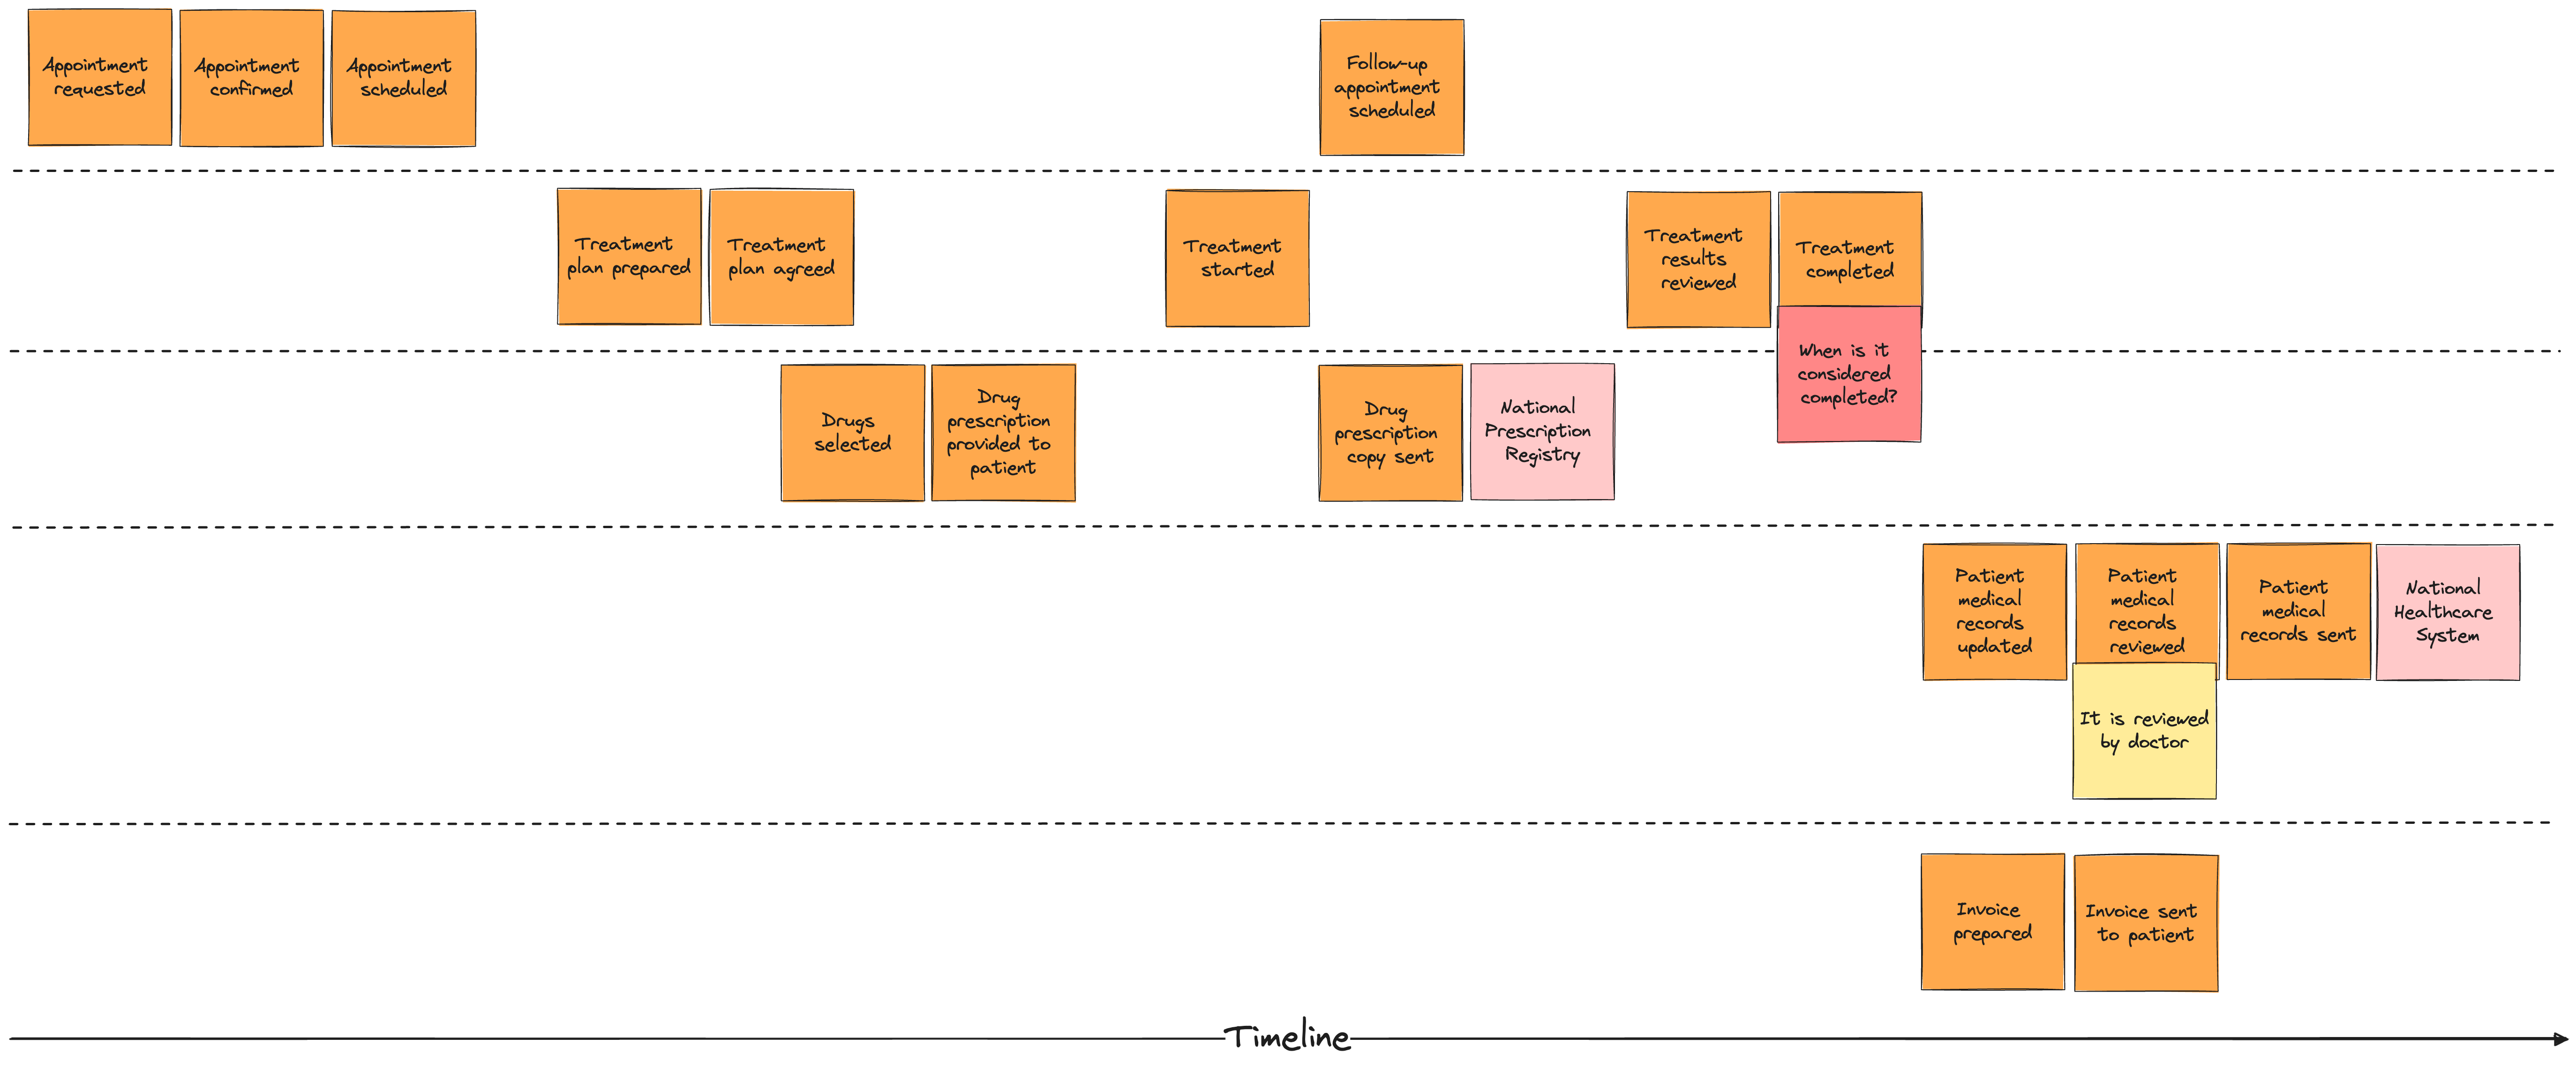 Appointment
requested
Appointment
confirmed
Appointment
scheduled
Follow-up
appointment
scheduled
Treatment
plan prepared
Treatment
plan agreed
Treatment
started
Treatment
results
reviewed
Treatment
completed
When is it
considered
completed?
Drugs
selected
Drug
prescription
provided to
patient
Drug
prescription
copy sent
National
Prescription
Registry
Patient
medical
records
updated
Patient
medical
records
reviewed
It is reviewed
by doctor
Patient
medical
records sent
National
Healthcare
System
Invoice
prepared
Invoice sent
to patient
Timeline